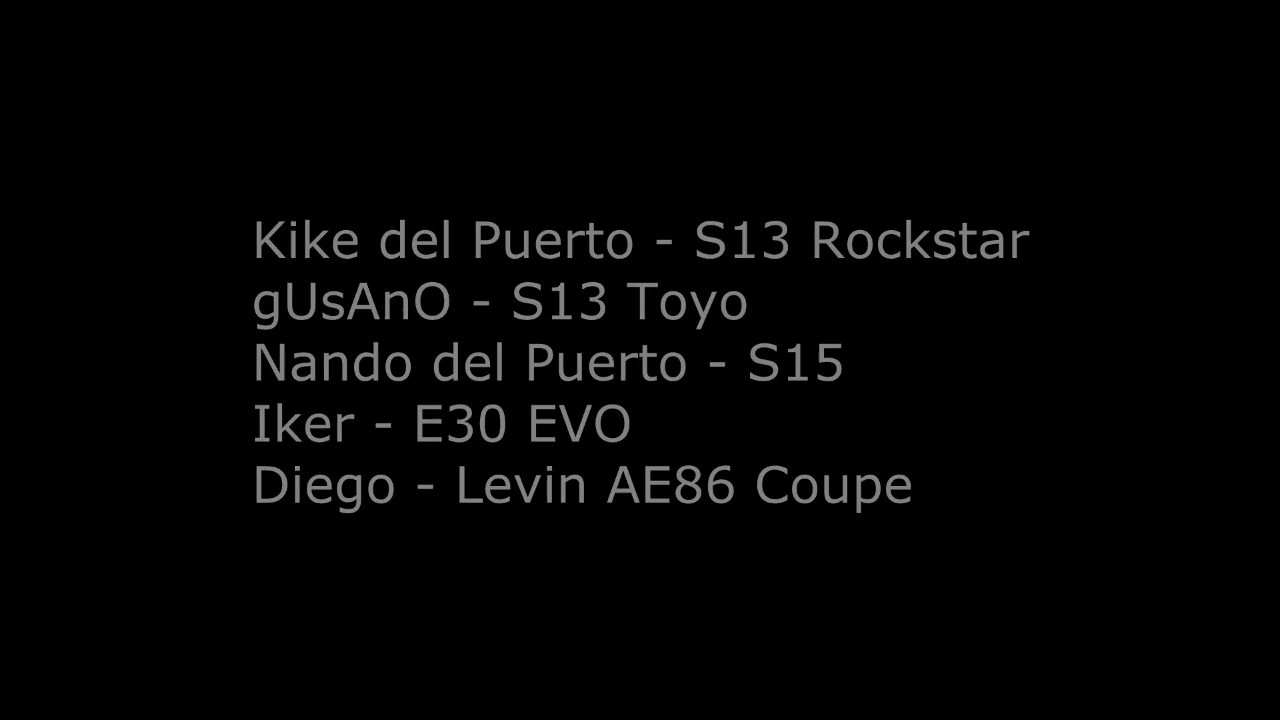 Kike del Puerto - S13 Rockstar
gUsAnO - S13 Toyo
Nando del Puerto - S15
Iker - E30 EVO
Diego - Levin AE86 Coupe